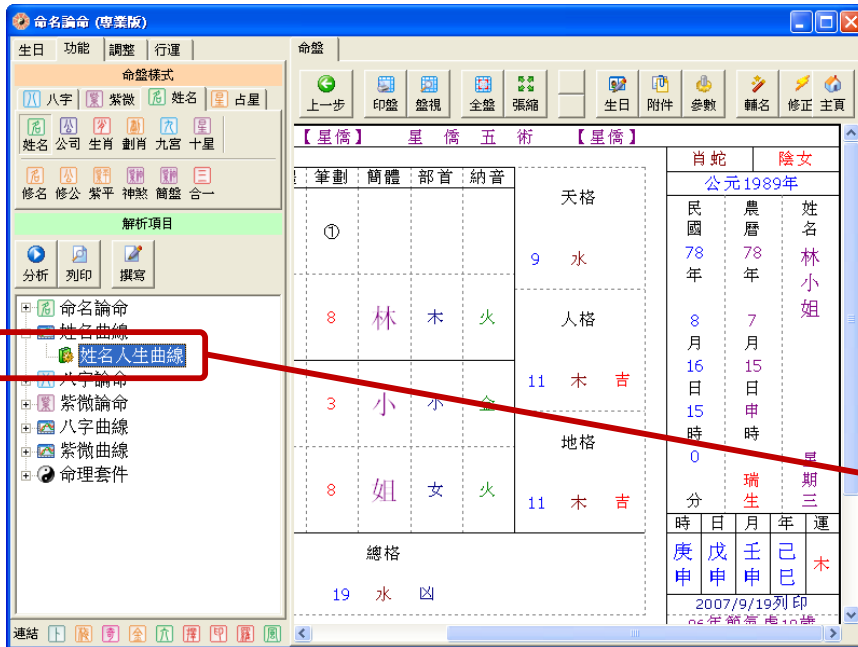 命名論命 (專業版)
生日 功能 調整 行運
命盤樣式
八字 紫微 姓名 占星
姓名 公司 生肖 劃肖 九宮 十星
修名 修公 紫平 神煞 簡盤 合一
解析項目
分析 列印 撰寫
命名論命
姓名曲線
姓名人生曲線
八字論命
紫微論命
八字曲線
紫微曲線
命理套件
連結
命盤
上一步 印盤 盤視 全盤 張縮 生日 附件 參數 輔名 修正 主頁
【星僑】 星僑五術 【星僑】
筆劃 簡體 部首 納音
①
8 林 木 火
3 小 小 金
8 姐 女 火
天格
9 水
人格
11 木 吉
地格
11 木 吉
總格
19 水 凶
肖蛇 陰女
公元1989年
民國78年8月16日15時0分
農曆78年7月15日申時 瑞生
姓名 林小姐 星期三
時 日 月 年 運
庚 戊 壬 己 木
申 申 申 巳
2007/9/19列印